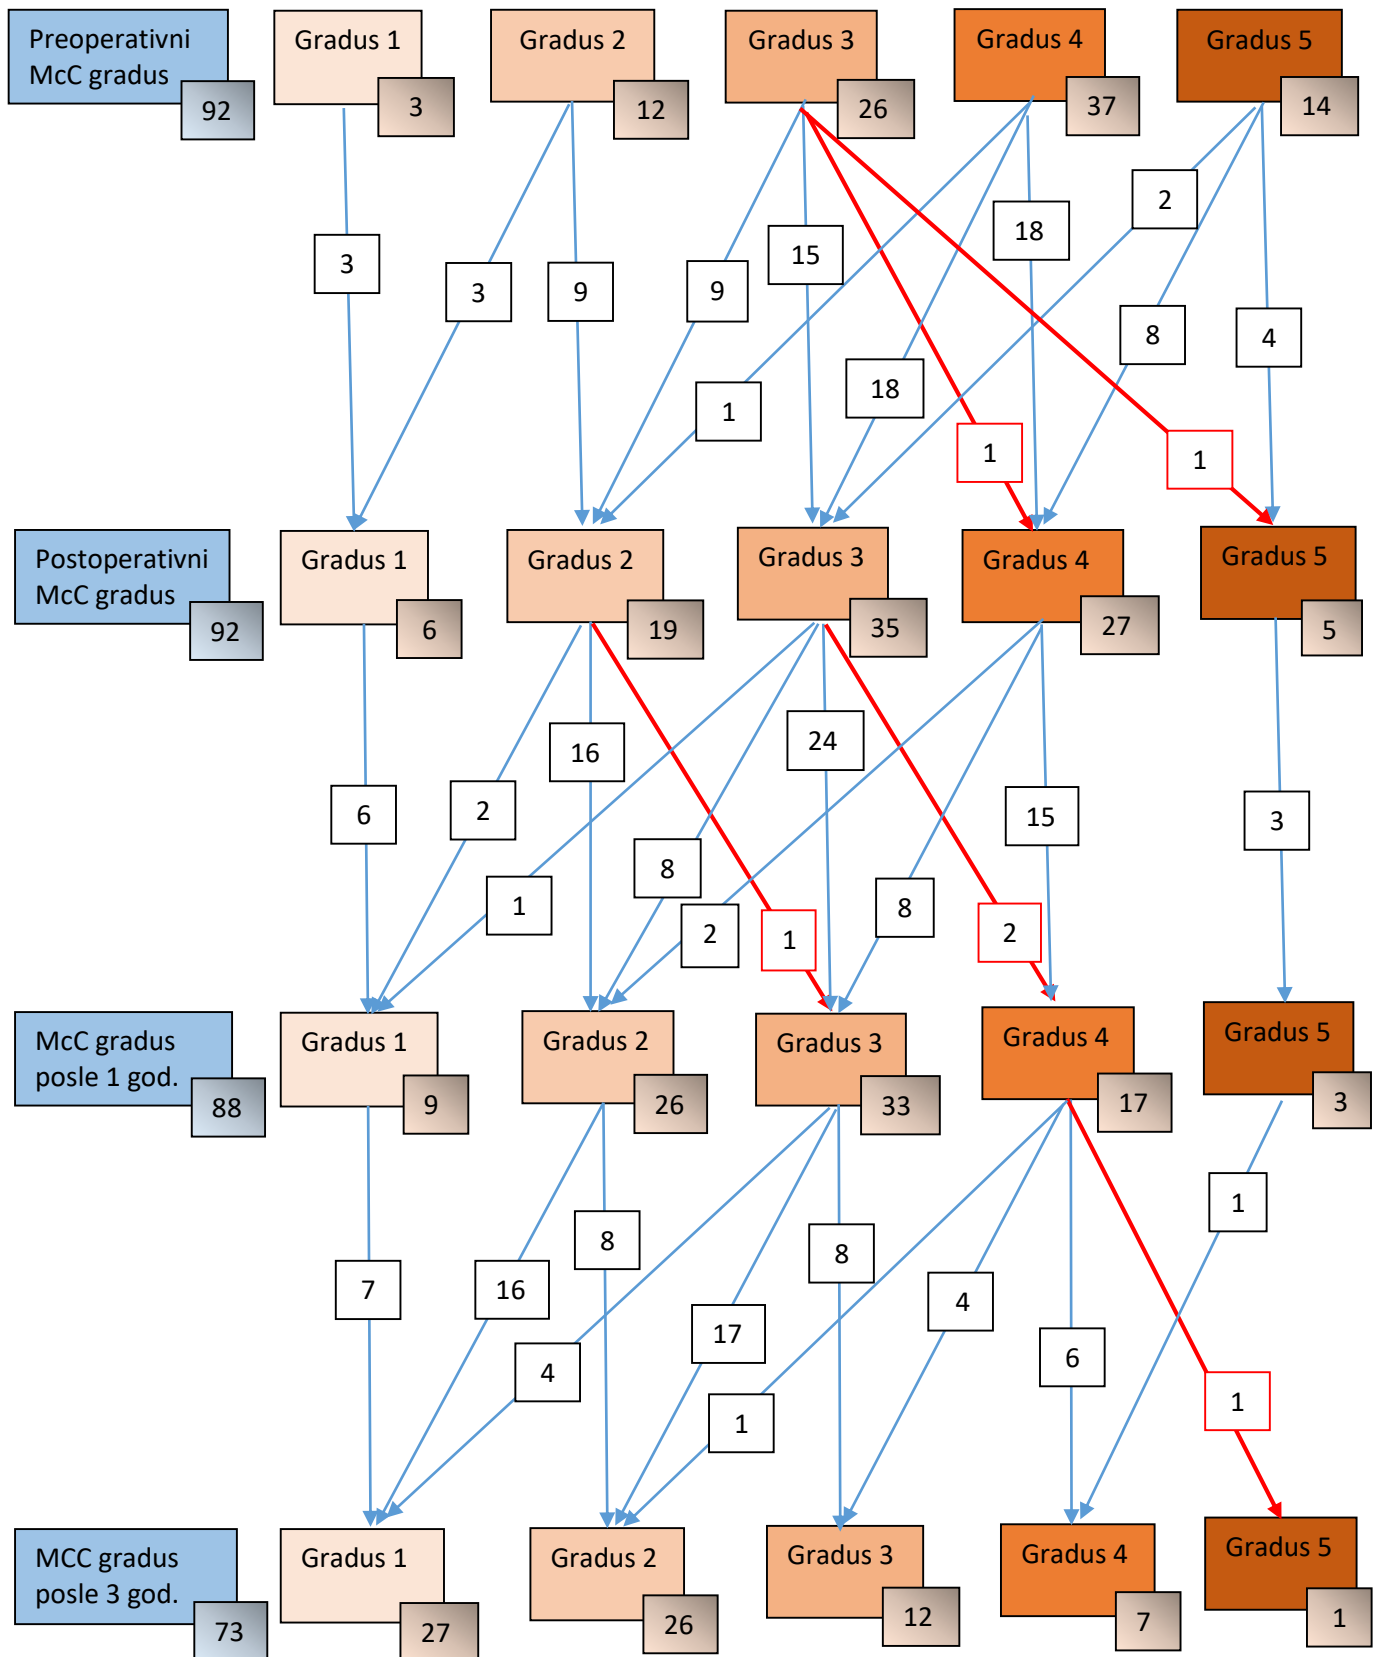 Preoperativni
McC gradus
92
Gradus 1
3
Gradus 2
12
Gradus 3
26
Gradus 4
37
Gradus 5
14
3
3
9
9
1
15
18
1
18
2
8
1
4
Postoperativni
McC gradus
92
Gradus 1
6
Gradus 2
19
Gradus 3
35
Gradus 4
27
Gradus 5
5
6
2
1
16
8
2
1
24
8
2
15
3
McC gradus
posle 1 god.
88
Gradus 1
9
Gradus 2
26
Gradus 3
33
Gradus 4
17
Gradus 5
3
7
16
4
8
17
1
8
4
6
1
1
MCC gradus
posle 3 god.
73
Gradus 1
27
Gradus 2
26
Gradus 3
12
Gradus 4
7
Gradus 5
1